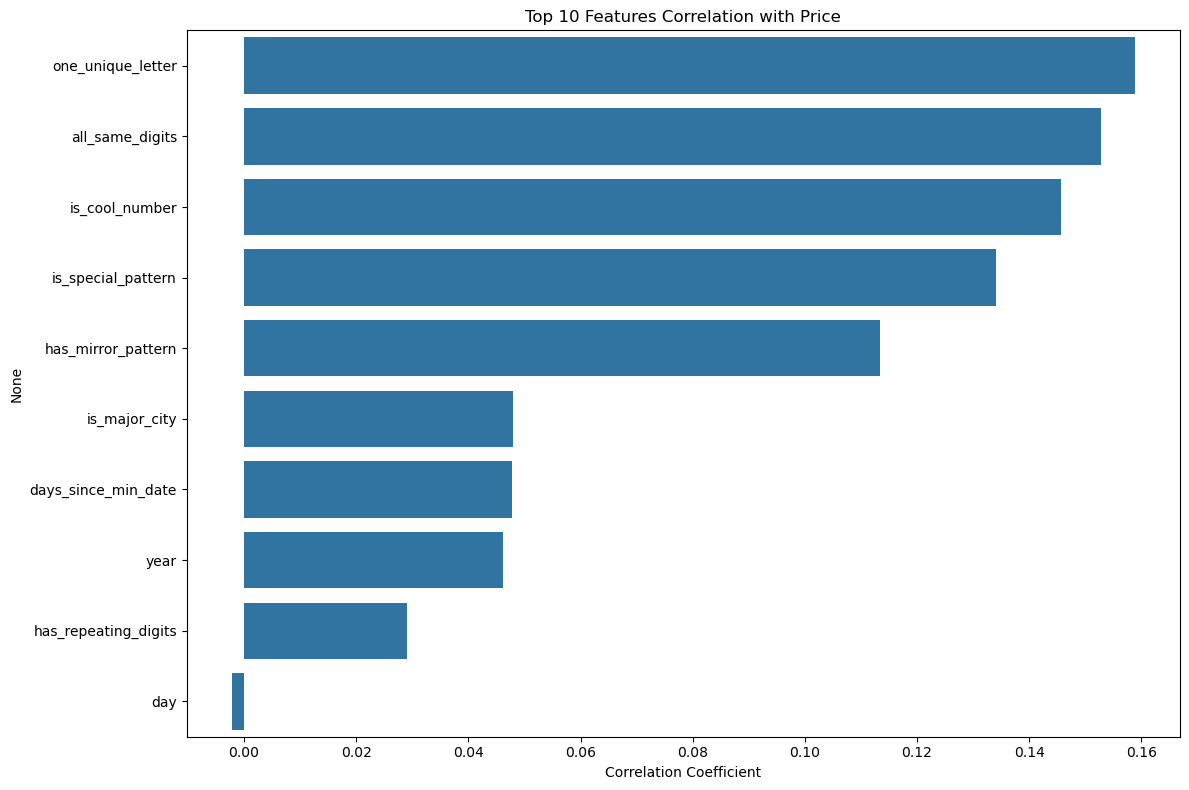 Top 10 Features Correlation with Price
one_unique_letter
all_same_digits
is_cool_number
is_special_pattern
has_mirror_pattern
is_major_city
days_since_min_date
year
has_repeating_digits
day
None
0.00 0.02 0.04 0.06 0.08 0.10 0.12 0.14 0.16
Correlation Coefficient